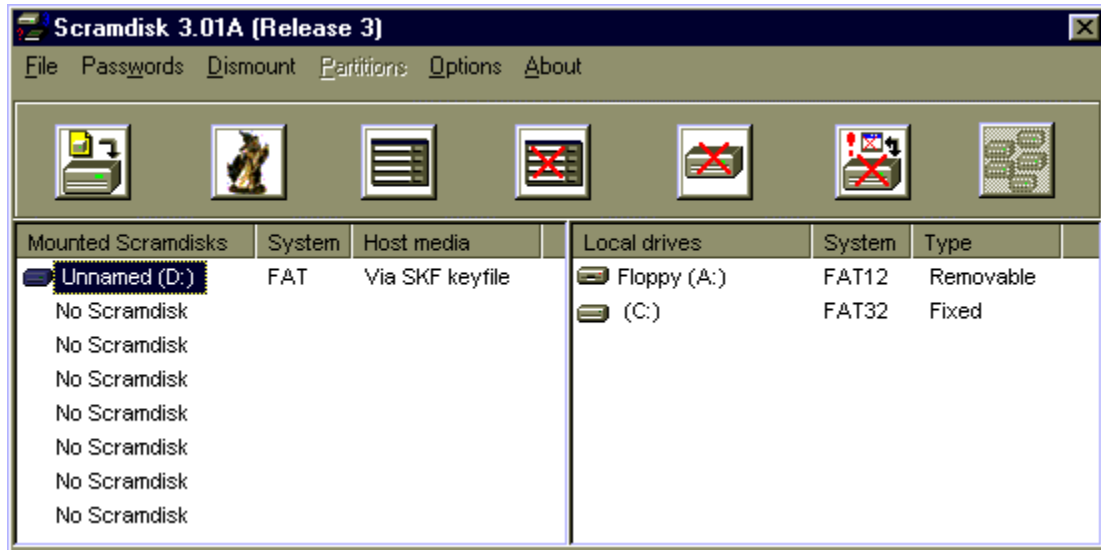 Scramdisk 3.01A (Release 3)
File Passwords Dismount Partitions Options About
Mounted Scramdisks System Host media
Unnamed (D:) FAT Via SKF keyfile
No Scramdisk
No Scramdisk
No Scramdisk
No Scramdisk
No Scramdisk
No Scramdisk
No Scramdisk
Local drives System Type
Floppy (A:) FAT12 Removable
(C:) FAT32 Fixed